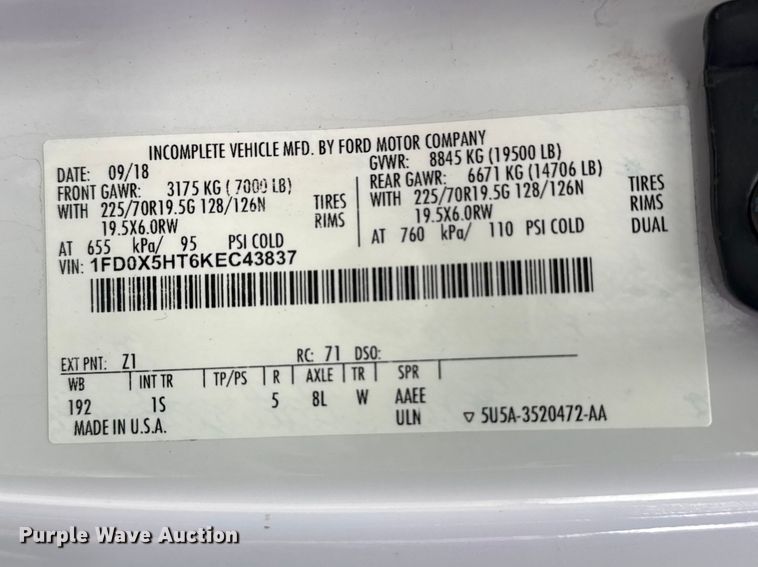 INCOMPLETE VEHICLE MFD. BY FORD MOTOR COMPANY
DATE: 09/18 GVWR: 8845 KG (19500 LB)
FRONT GAWR: 3175 KG ( 7000 LB) REAR GAWR: 6671 KG (14706 LB)
WITH 225/70R19.5G 128/126N TIRES WITH 225/70R19.5G 128/126N TIRES
19.5X6.0RW RIMS 19.5X6.0RW RIMS
AT 655 kPa/ 95 PSI COLD AT 760 kPa/ 110 PSI COLD DUAL
VIN: 1FD0X5HT6KEC43837
EXT PNT: Z1 RC: 71 DSO:
WB INT TR TP/PS R AXLE TR SPR
192 1S 5 8L W AAEE
MADE IN U.S.A. ULN ▽ 5U5A-3520472-AA
Purple Wave Auction